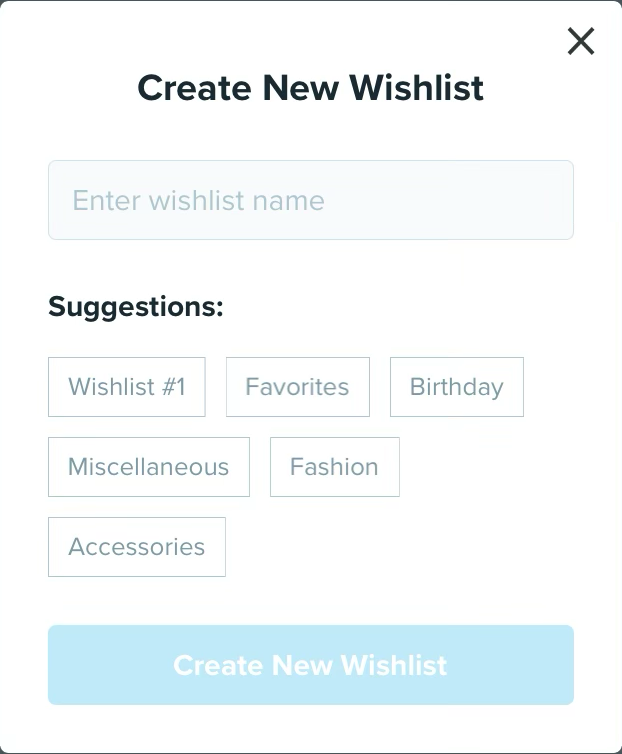 Create New Wishlist
Enter wishlist name
Suggestions:
Wishlist #1 Favorites Birthday
Miscellaneous Fashion
Accessories
Create New Wishlist